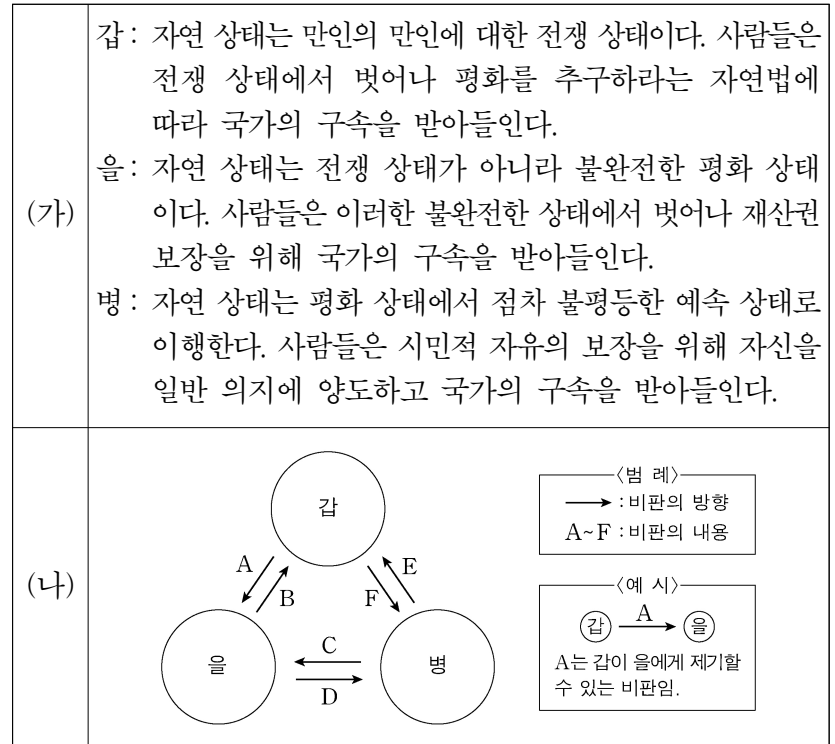 (가)
갑 : 자연 상태는 만인의 만인에 대한 전쟁 상태이다. 사람들은
전쟁 상태에서 벗어나 평화를 추구하라는 자연법에
따라 국가의 구속을 받아들인다.
을 : 자연 상태는 전쟁 상태가 아니라 불완전한 평화 상태
이다. 사람들은 이러한 불완전한 상태에서 벗어나 재산권
보장을 위해 국가의 구속을 받아들인다.
병 : 자연 상태는 평화 상태에서 점차 불평등한 예속 상태로
이행한다. 사람들은 시민적 자유의 보장을 위해 자신을
일반 의지에 양도하고 국가의 구속을 받아들인다.
(나)
갑
A
B
E
F
을
C
D
병
〈범 례〉
: 비판의 방향
A~F : 비판의 내용
〈예 시〉
갑 A 을
A는 갑이 을에게 제기할
수 있는 비판임.